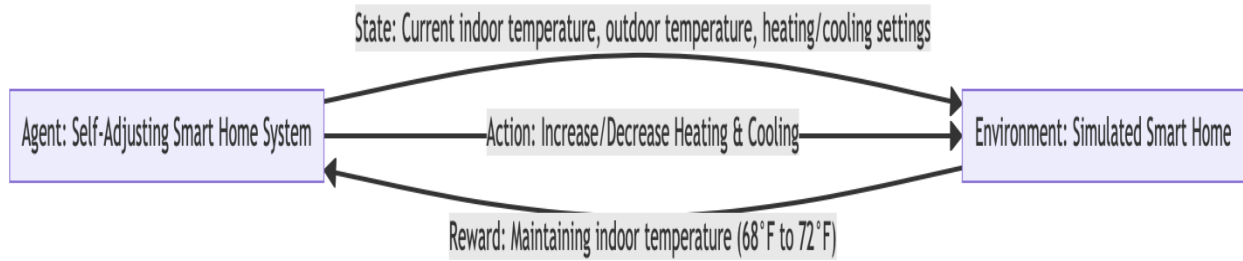 State: Current indoor temperature, outdoor temperature, heating/cooling settings
Agent: Self-Adjusting Smart Home System
Action: Increase/Decrease Heating & Cooling
Environment: Simulated Smart Home
Reward: Maintaining indoor temperature (68°F to 72°F)